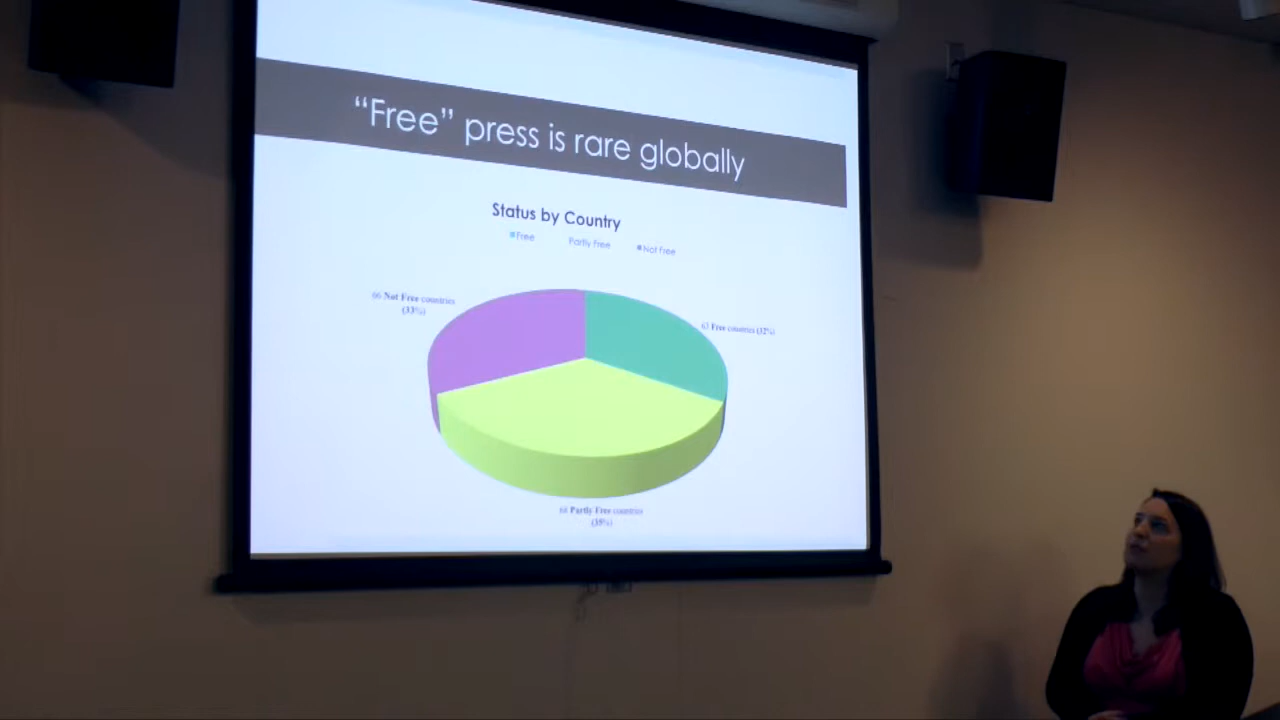 “Free” press is rare globally
Status by Country
Free Partly Free Not Free
66 Not Free countries
(33%)
63 Free countries (32%)
68 Partly Free countries
(35%)